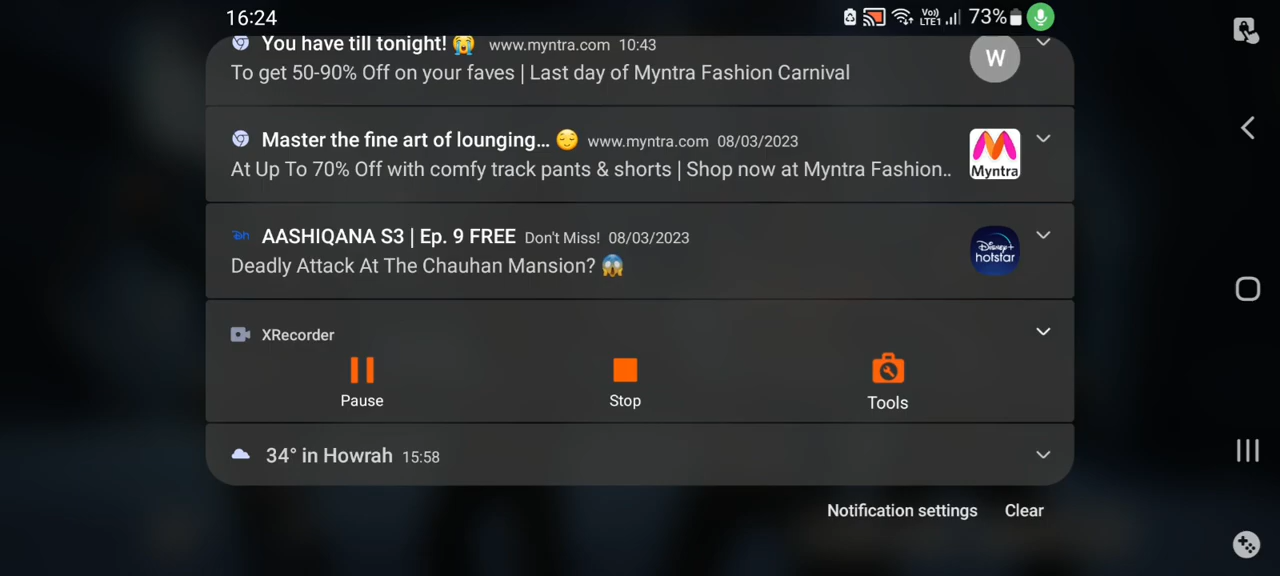 16:24
Vo) LTE1 73%
You have till tonight! 😭 www.myntra.com 10:43
To get 50-90% Off on your faves | Last day of Myntra Fashion Carnival
W
Master the fine art of lounging... 😌 www.myntra.com 08/03/2023
At Up To 70% Off with comfy track pants & shorts | Shop now at Myntra Fashion..
Myntra
AASHIQANA S3 | Ep. 9 FREE Don't Miss! 08/03/2023
Deadly Attack At The Chauhan Mansion? 😱
Disney+
hotstar
XRecorder
Pause Stop Tools
34° in Howrah 15:58
Notification settings Clear